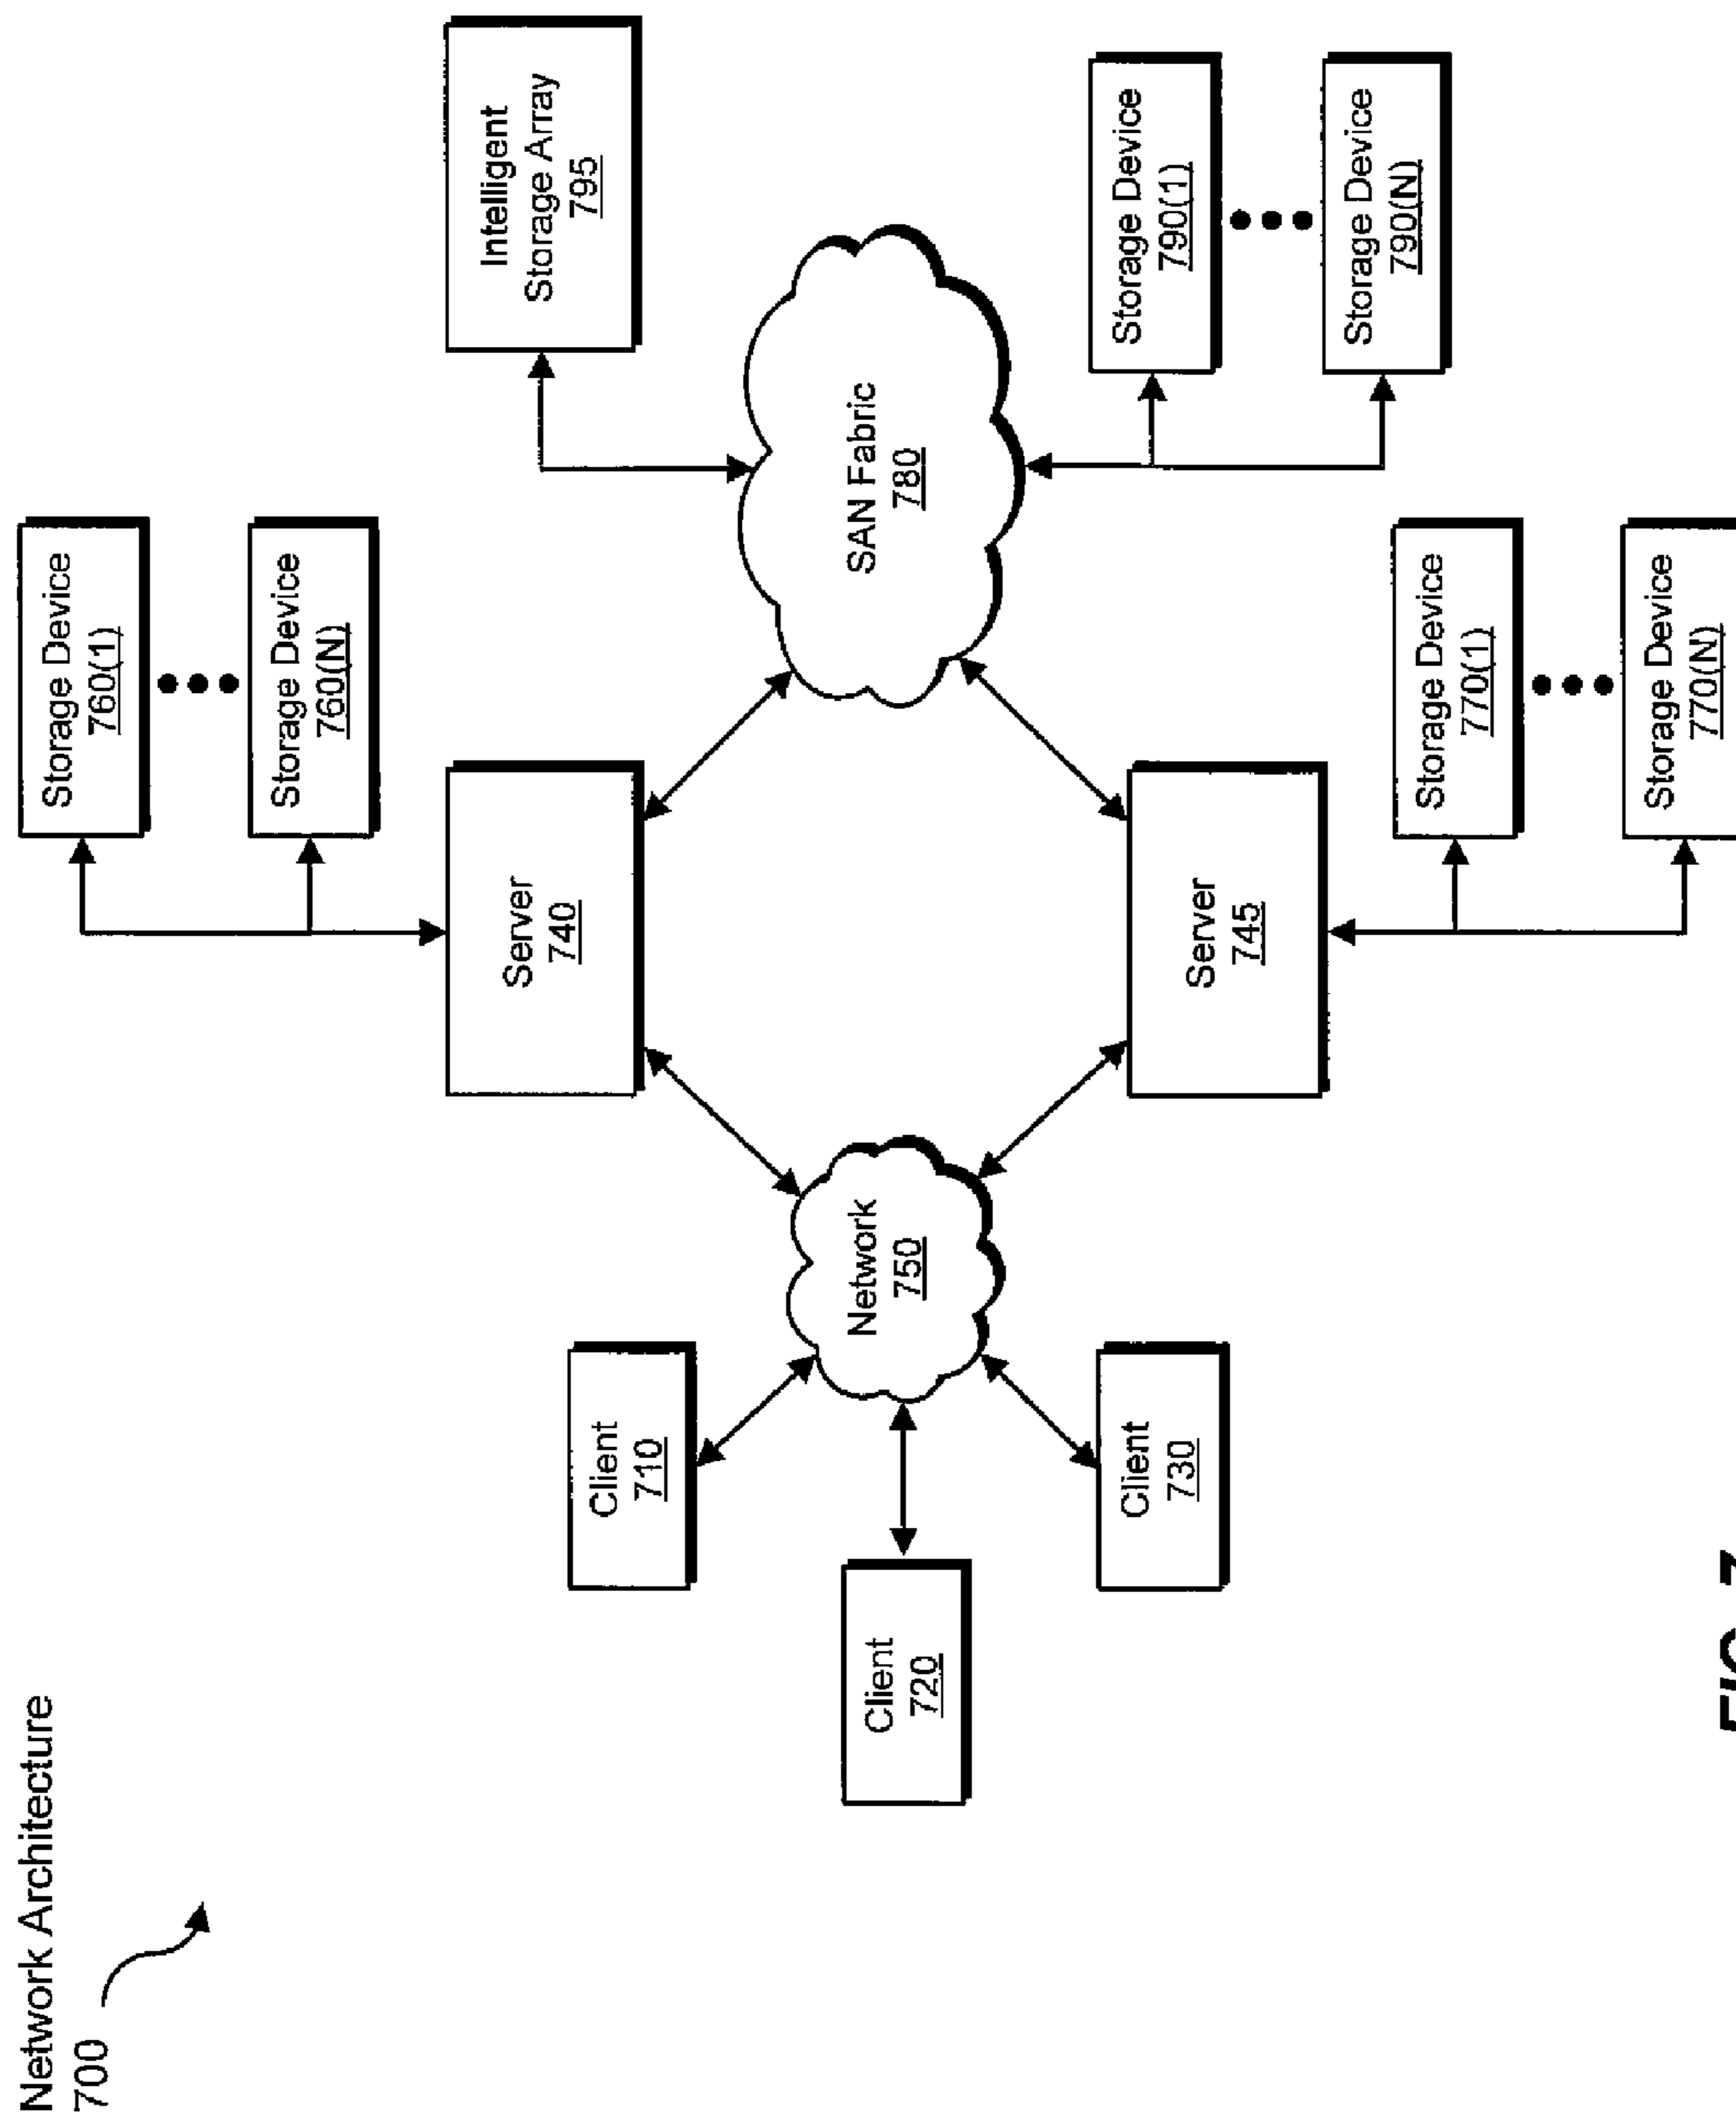 Network Architecture
700
Storage Device
760(1)
Storage Device
760(N)
Intelligent
Storage Array
795
Server
740
Client
710
Client
720
Network
750
SAN Fabric
780
Client
730
Server
745
Storage Device
790(1)
Storage Device
790(N)
Storage Device
770(1)
Storage Device
770(N)